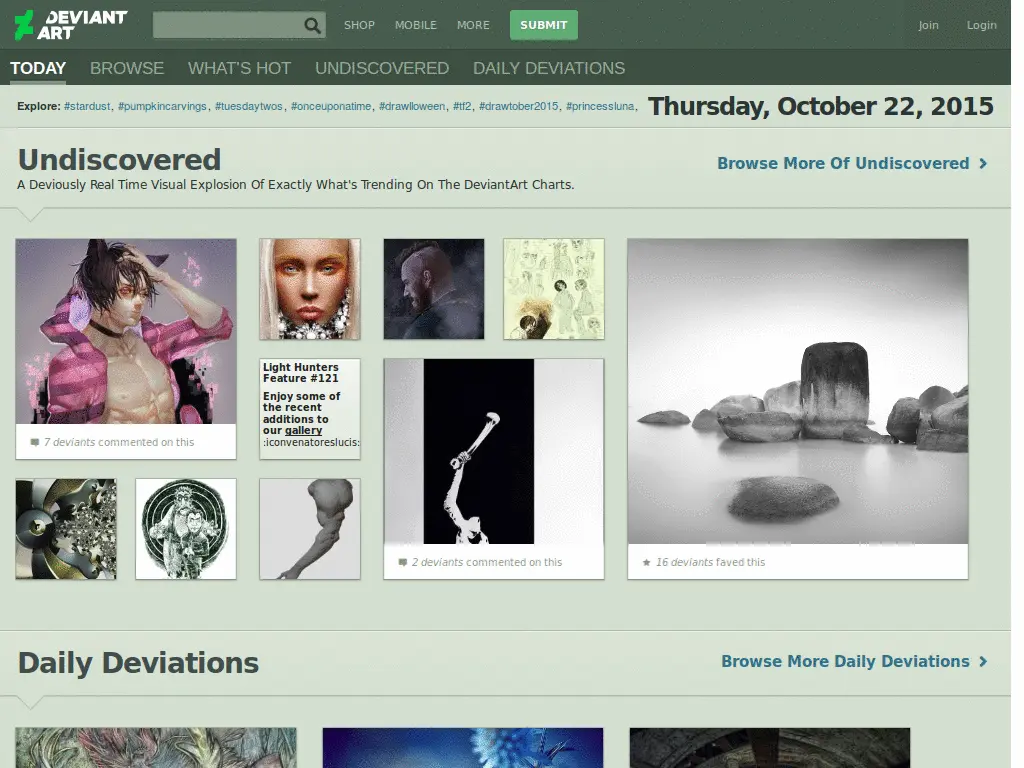 DEVIANT ART
SHOP MOBILE MORE SUBMIT Join Login
TODAY BROWSE WHAT'S HOT UNDISCOVERED DAILY DEVIATIONS
Explore: #stardust, #pumpkincarvings, #tuesdaytwos, #onceuponatime, #drawlloween, #tf2, #drawtober2015, #princessluna,
Thursday, October 22, 2015
Undiscovered
Browse More Of Undiscovered
A Deviously Real Time Visual Explosion Of Exactly What's Trending On The DeviantArt Charts.
7 deviants commented on this
Light Hunters
Feature #121
Enjoy some of
the recent
additions to
our gallery
:iconvenatoreslucis:
2 deviants commented on this
16 deviants faved this
Daily Deviations
Browse More Daily Deviations